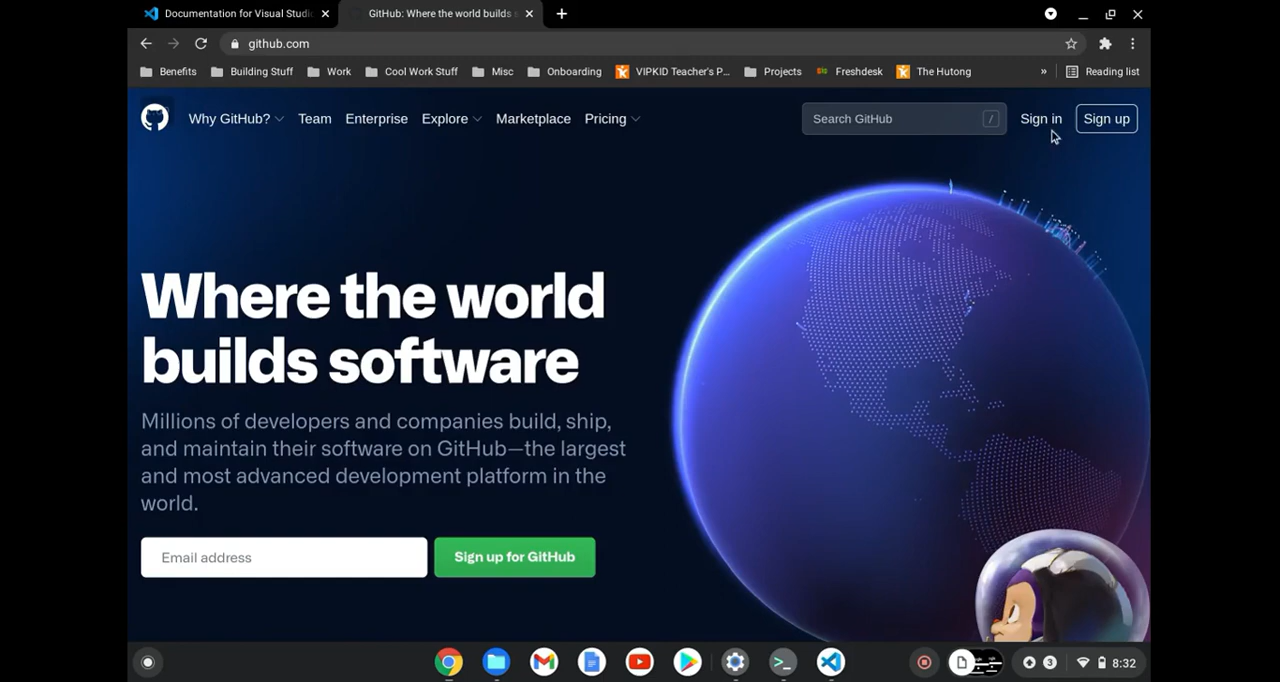 Documentation for Visual Studi
GitHub: Where the world builds s
github.com
Benefits Building Stuff Work Cool Work Stuff Misc Onboarding VIPKID Teacher's P... Projects Freshdesk The Hutong » Reading list
Why GitHub? Team Enterprise Explore Marketplace Pricing Search GitHub / Sign in Sign up
Where the world
builds software
Millions of developers and companies build, ship,
and maintain their software on GitHub—the largest
and most advanced development platform in the
world.
Email address Sign up for GitHub
3 8:32